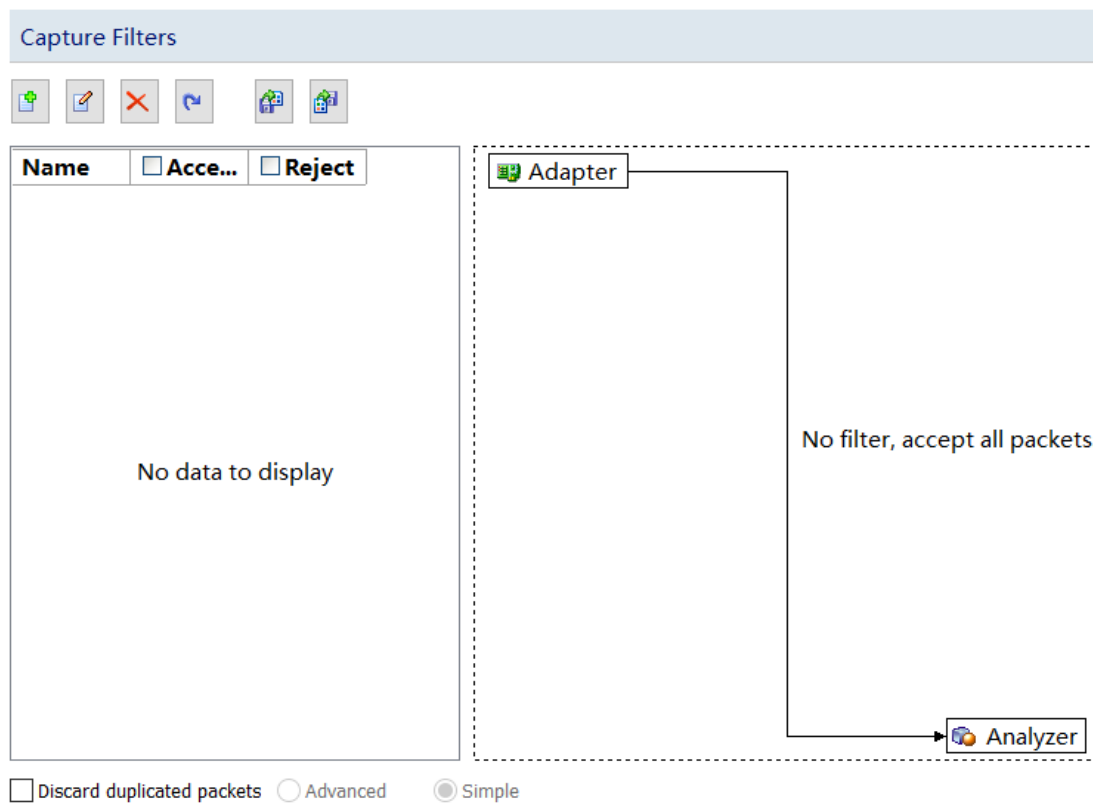 Capture Filters
Name Acce... Reject
Adapter
No filter, accept all packets
No data to display
Analyzer
Discard duplicated packets Advanced Simple